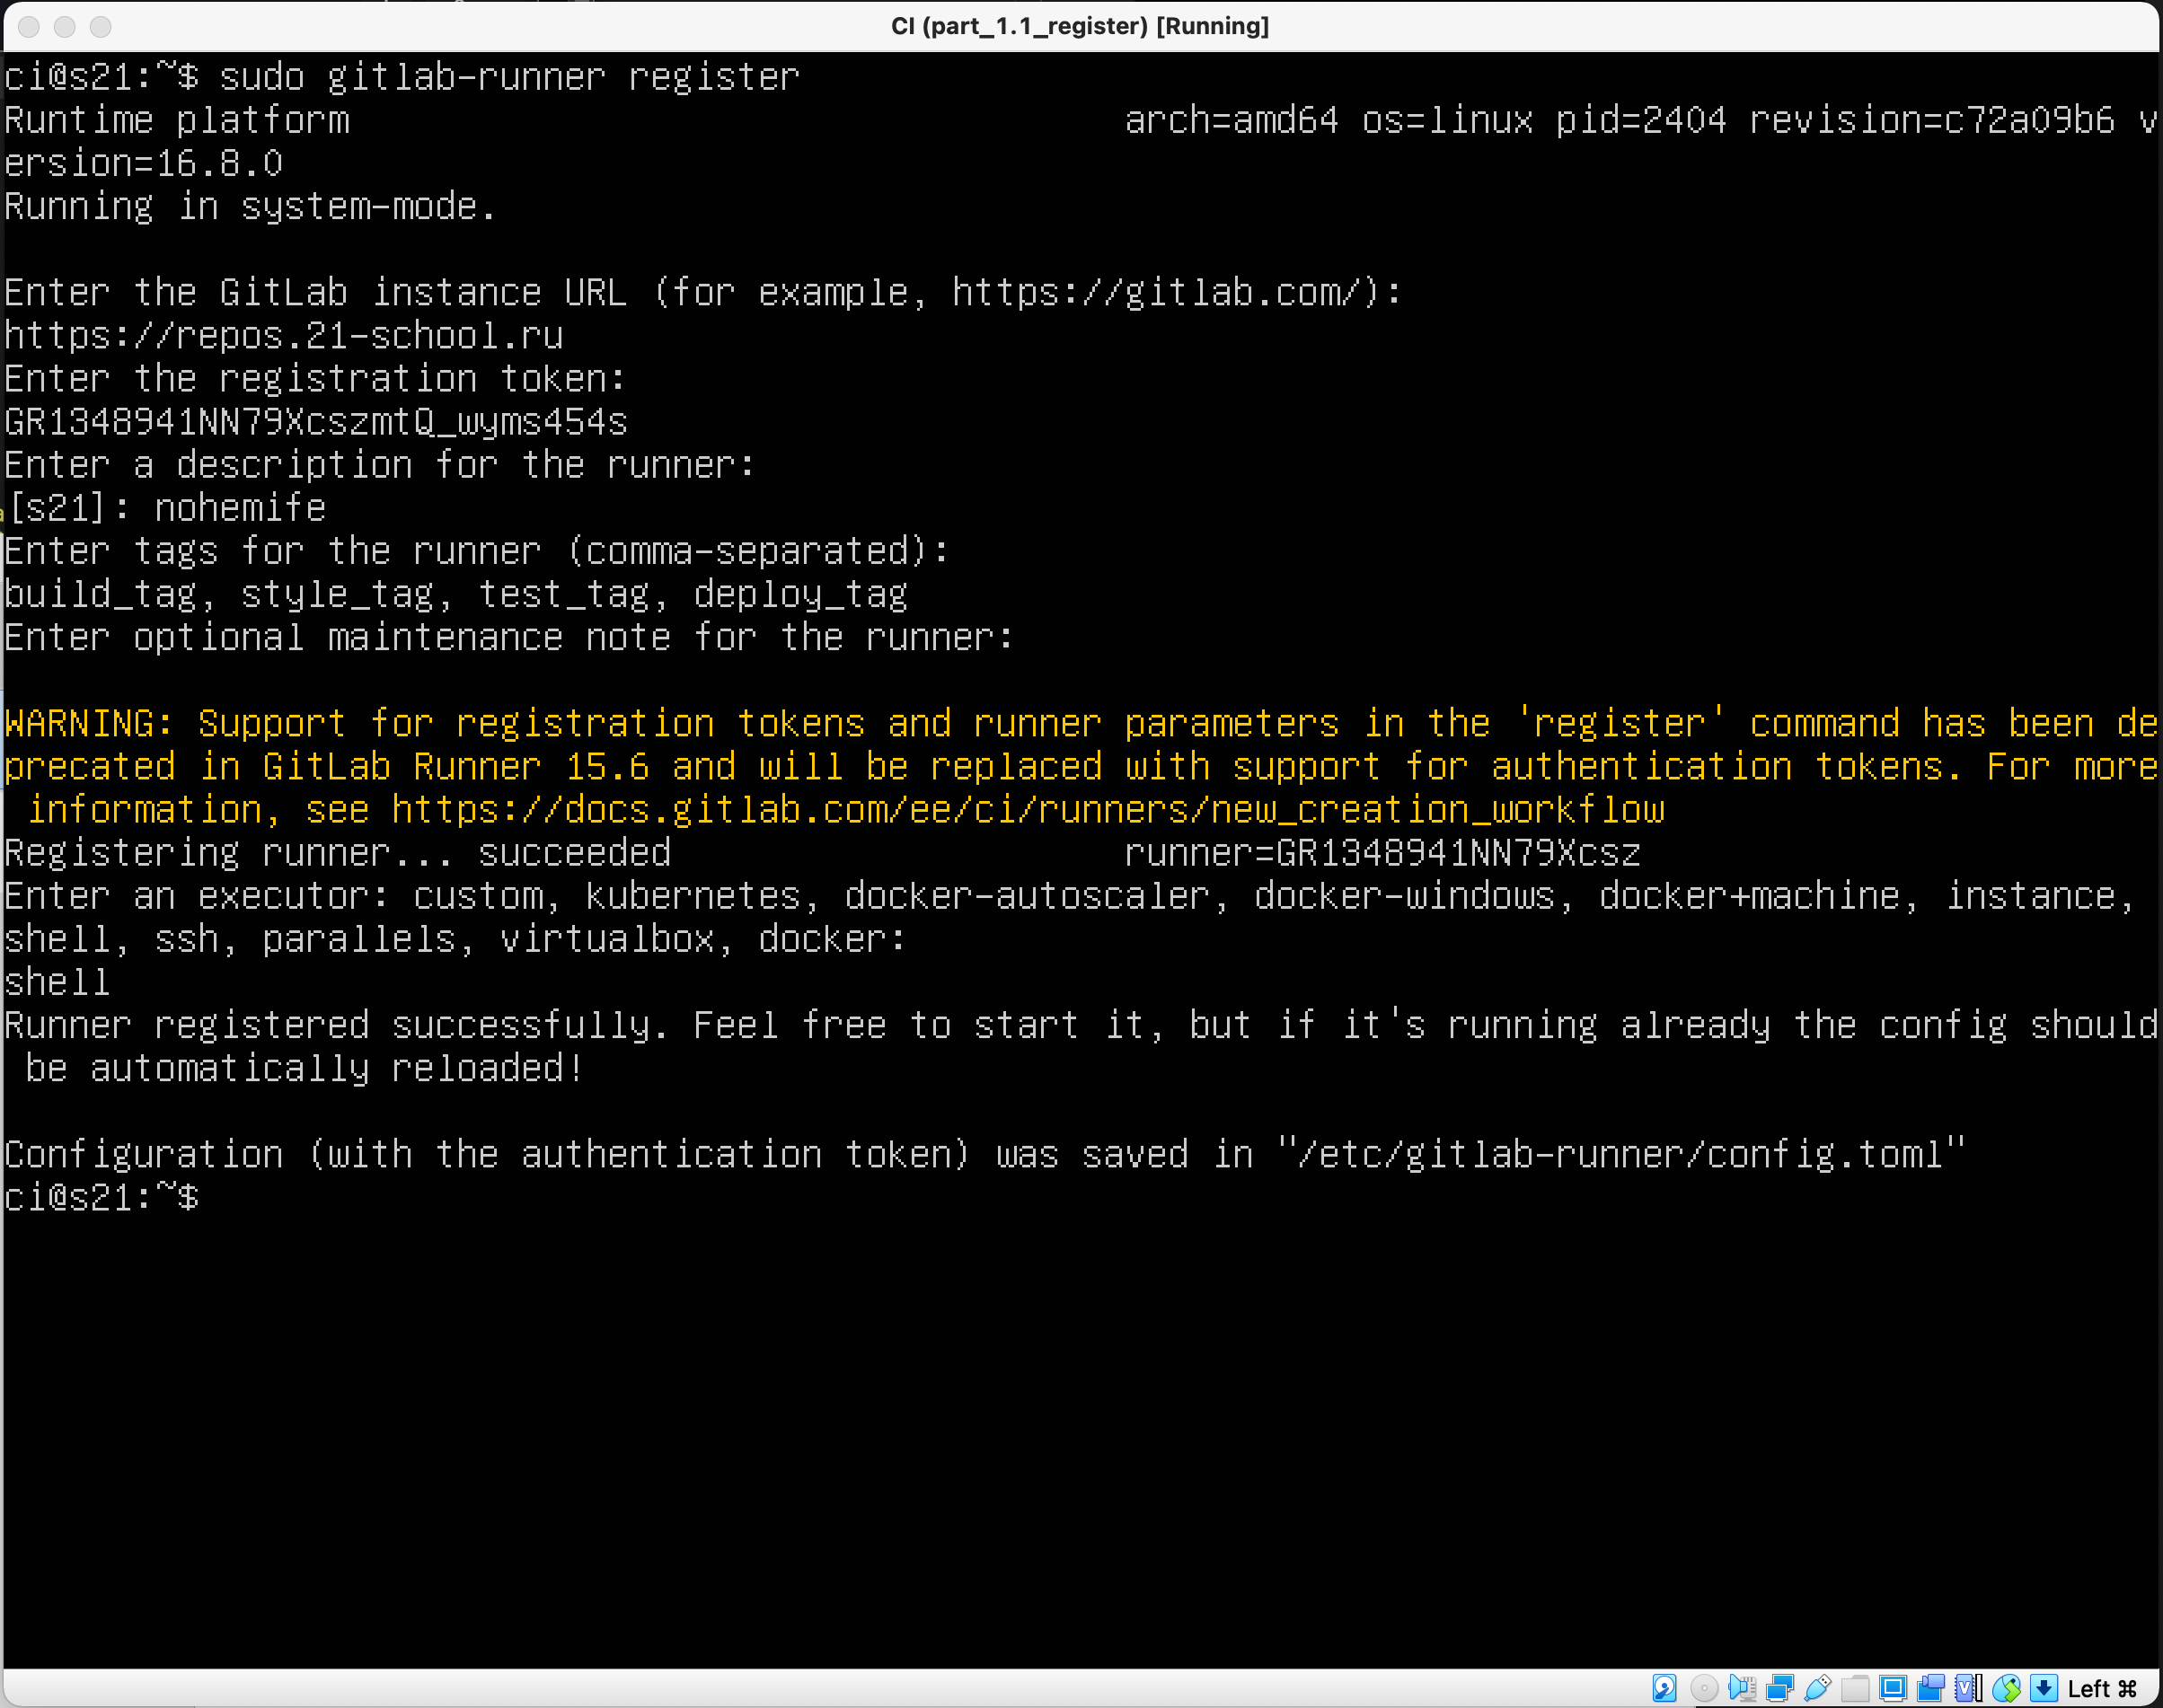 CI (part_1.1_register) [Running]
ci@s21:~$ sudo gitlab-runner register
Runtime platform                                    arch=amd64 os=linux pid=2404 revision=c72a09b6 v
ersion=16.8.0
Running in system-mode.
Enter the GitLab instance URL (for example, https://gitlab.com/):
https://repos.21-school.ru
Enter the registration token:
GR1348941NN79XcszmtQ_wyms454s
Enter a description for the runner:
[s21]: nohemife
Enter tags for the runner (comma-separated):
build_tag, style_tag, test_tag, deploy_tag
Enter optional maintenance note for the runner:
WARNING: Support for registration tokens and runner parameters in the 'register' command has been de
precated in GitLab Runner 15.6 and will be replaced with support for authentication tokens. For more
 information, see https://docs.gitlab.com/ee/ci/runners/new_creation_workflow
Registering runner... succeeded                     runner=GR1348941NN79Xcsz
Enter an executor: custom, kubernetes, docker-autoscaler, docker-windows, docker+machine, instance,
shell, ssh, parallels, virtualbox, docker:
shell
Runner registered successfully. Feel free to start it, but if it's running already the config should
 be automatically reloaded!
Configuration (with the authentication token) was saved in "/etc/gitlab-runner/config.toml"
ci@s21:~$
Left ⌘